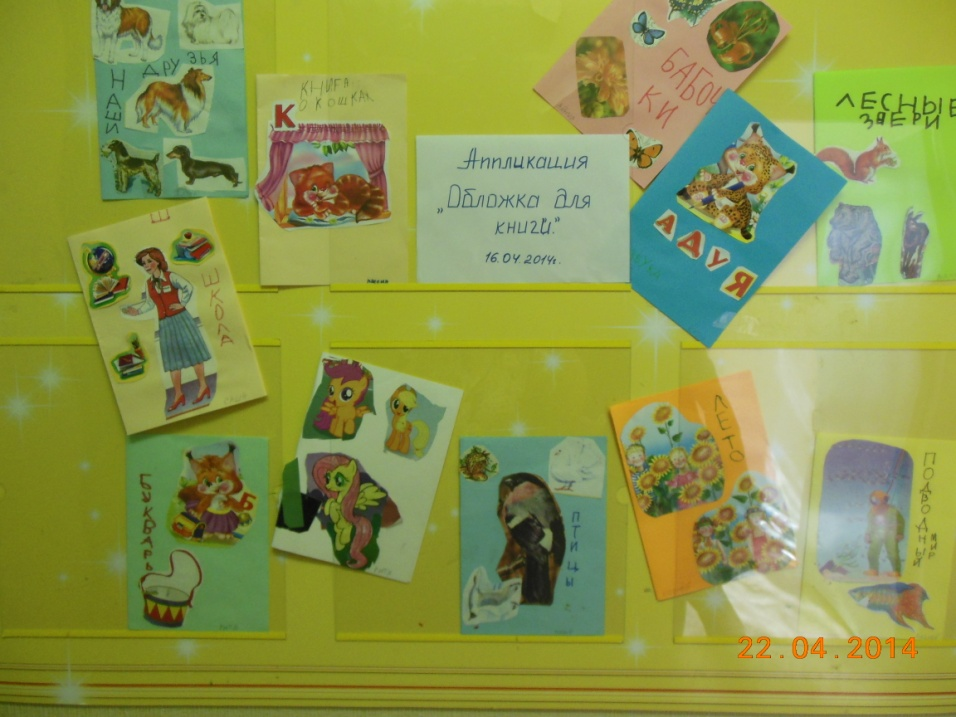 НАШИ
ДРУЗЬЯ
КНИГА
О КОШКАХ
К
БАБОЧ
КИ
ЛЕСНЫЕ
ЗВЕРИ
Аппликация
„Обложка для
книги."
16.04.2014г.
АДУЯ
Ш
ШКОЛА
БУКВАРЬ
Б
ПТИЦЫ
ЛЕТО
ПОДВОДНЫЙ
МИР
22.04.2014